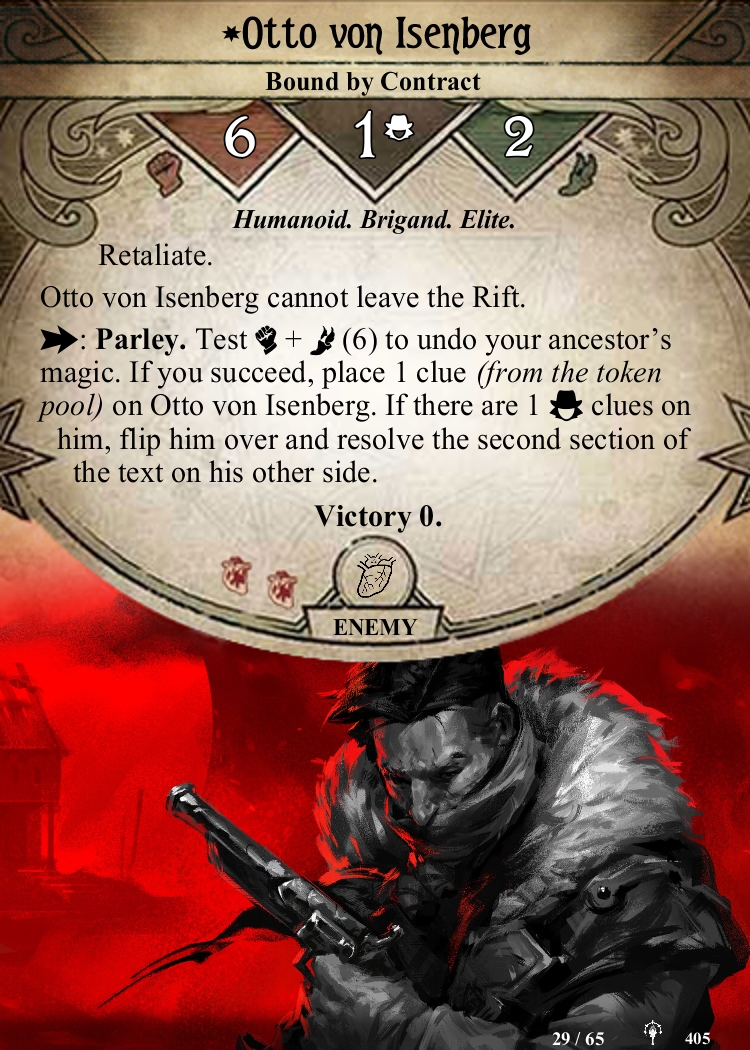 Otto von Isenberg
Bound by Contract
6 1 2
Humanoid. Brigand. Elite.
Retaliate.
Otto von Isenberg cannot leave the Rift.
: Parley. Test + (6) to undo your ancestor’s
magic. If you succeed, place 1 clue (from the token
pool) on Otto von Isenberg. If there are 1 clues on
him, flip him over and resolve the second section of
the text on his other side.
Victory 0.
ENEMY
29 / 65 405